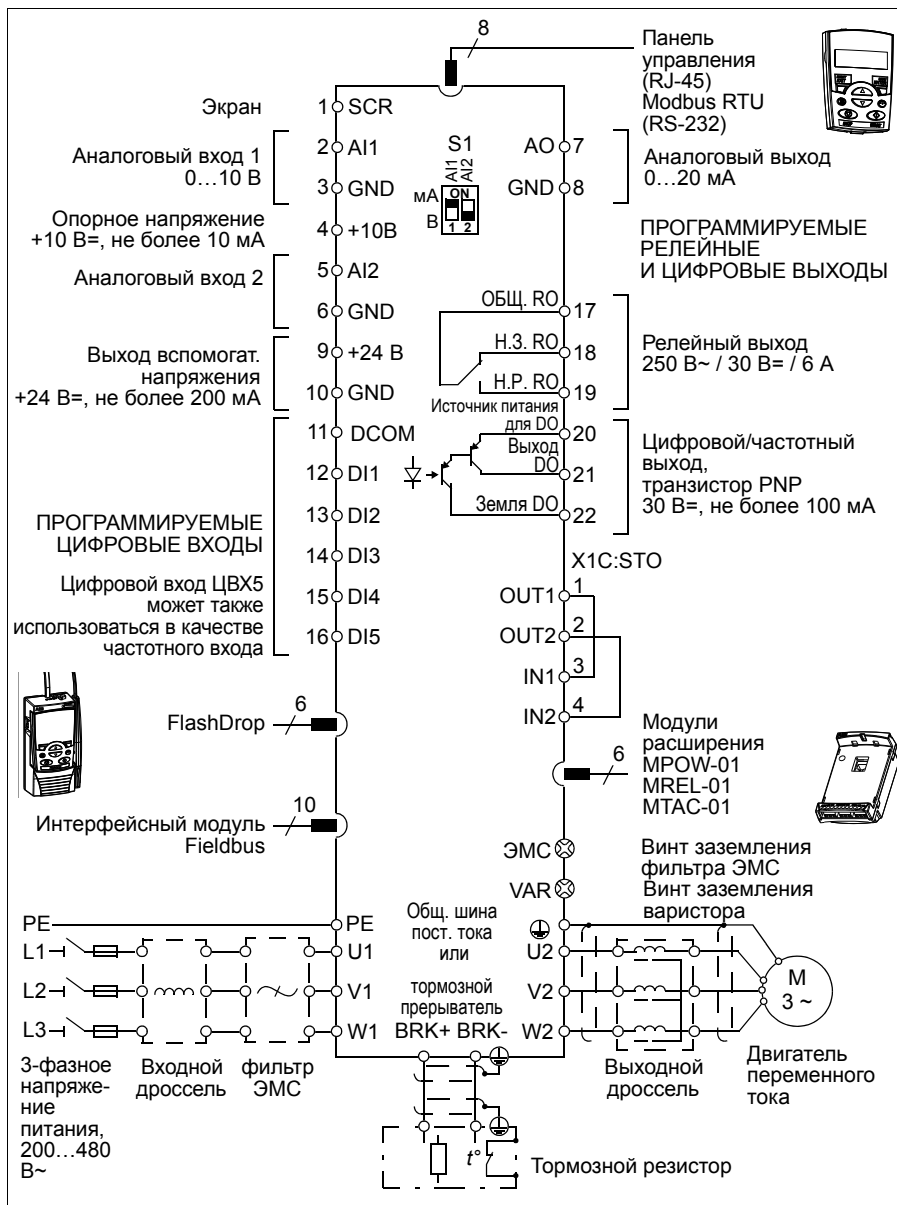 8
Панель
управления
(RJ-45)
Modbus RTU
(RS-232)
Экран
1 SCR
Аналоговый вход 1
0...10 В
2 AI1
3 GND
S1
AI1
AI2
мА
В
ON
1 2
AO 7
GND 8
Аналоговый выход
0...20 мА
Опорное напряжение
+10 В=, не более 10 мА
4 +10В
ПРОГРАММИРУЕМЫЕ
РЕЛЕЙНЫЕ
И ЦИФРОВЫЕ ВЫХОДЫ
Аналоговый вход 2
5 AI2
6 GND
ОБЩ. RO 17
Н.З. RO 18
Н.Р. RO 19
Релейный выход
250 В~ / 30 В= / 6 А
Выход вспомогат.
напряжения
+24 В=, не более 200 мА
9 +24 В
10 GND
Источник питания
для DO 20
Выход
DO 21
Земля DO 22
Цифровой/частотный
выход,
транзистор PNP
30 В=, не более 100 мА
11 DCOM
12 DI1
13 DI2
14 DI3
15 DI4
16 DI5
ПРОГРАММИРУЕМЫЕ
ЦИФРОВЫЕ ВХОДЫ
Цифровой вход ЦВХ5
может также
использоваться в качестве
частотного входа
X1C:STO
OUT1 1
OUT2 2
IN1 3
IN2 4
FlashDrop
6
6
Модули
расширения
MPOW-01
MREL-01
MTAC-01
10
Интерфейсный модуль
Fieldbus
ЭМС
Винт заземления
фильтра ЭМС
VAR
Винт заземления
варистора
PE
PE
L1
U1
L2
V1
L3
W1
Общ. шина
пост. тока
или
тормозной
прерыватель
BRK+ BRK-
U2
V2
W2
М
3 ~
3-фазное
напряже-
ние
питания,
200...480
В~
Входной
дроссель
фильтр
ЭМС
Выходной
дроссель
Двигатель
переменного
тока
t°
Тормозной резистор